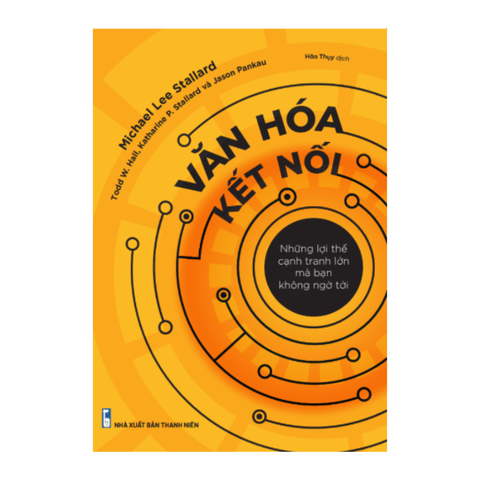 Hảo Thụy dịch
Michael Lee Stallard
Todd W. Hall, Katharine P. Stallard và Jason Pankau
VĂN HÓA
KẾT NỐI
Những lợi thế
cạnh tranh lớn
mà bạn
không ngờ tới
NHÀ XUẤT BẢN THANH NIÊN